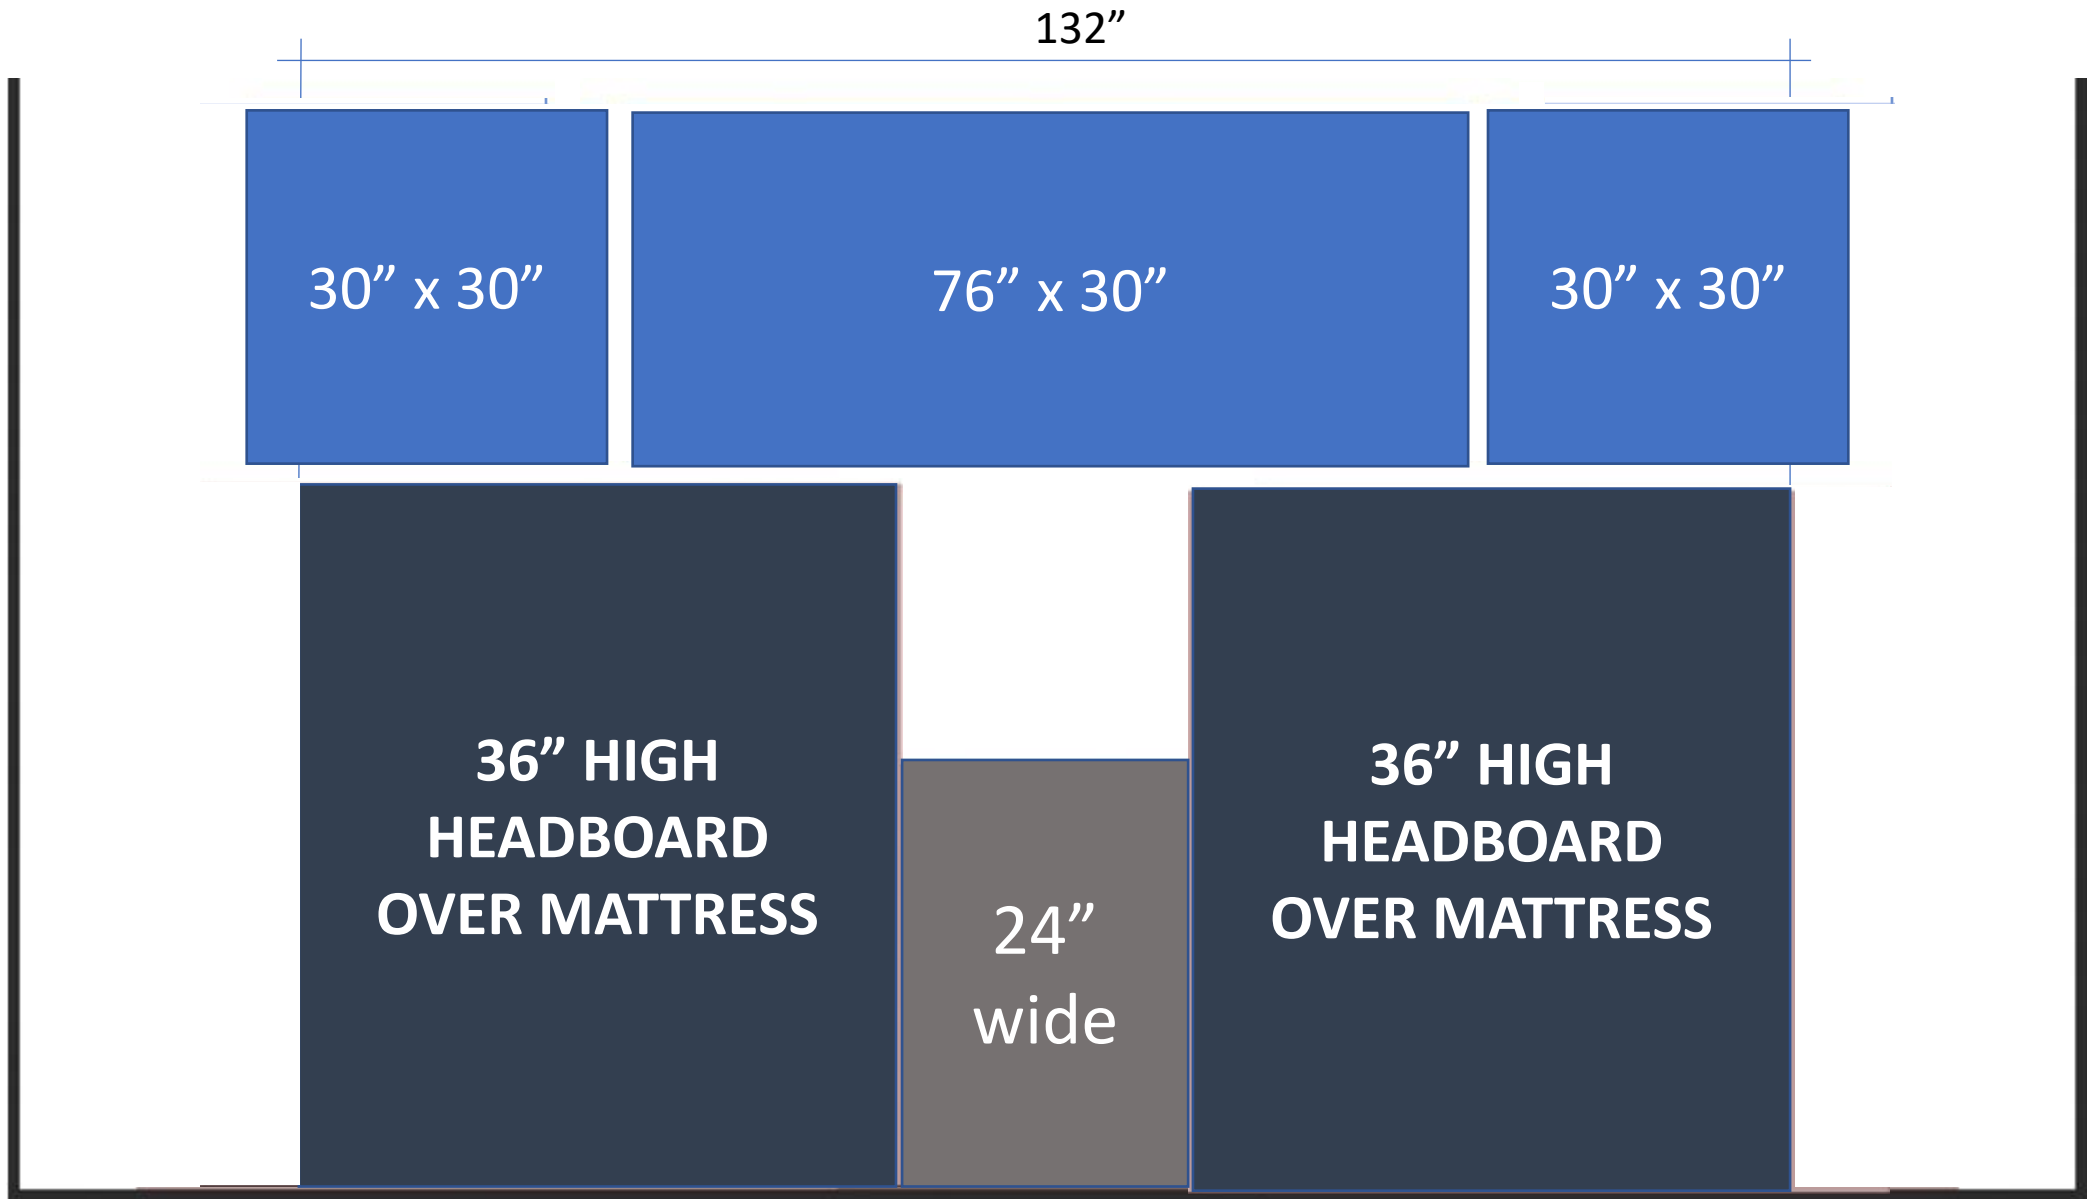 132”
30” x 30”
76” x 30”
30” x 30”
36” HIGH
HEADBOARD
OVER MATTRESS
36” HIGH
HEADBOARD
OVER MATTRESS
24”
wide